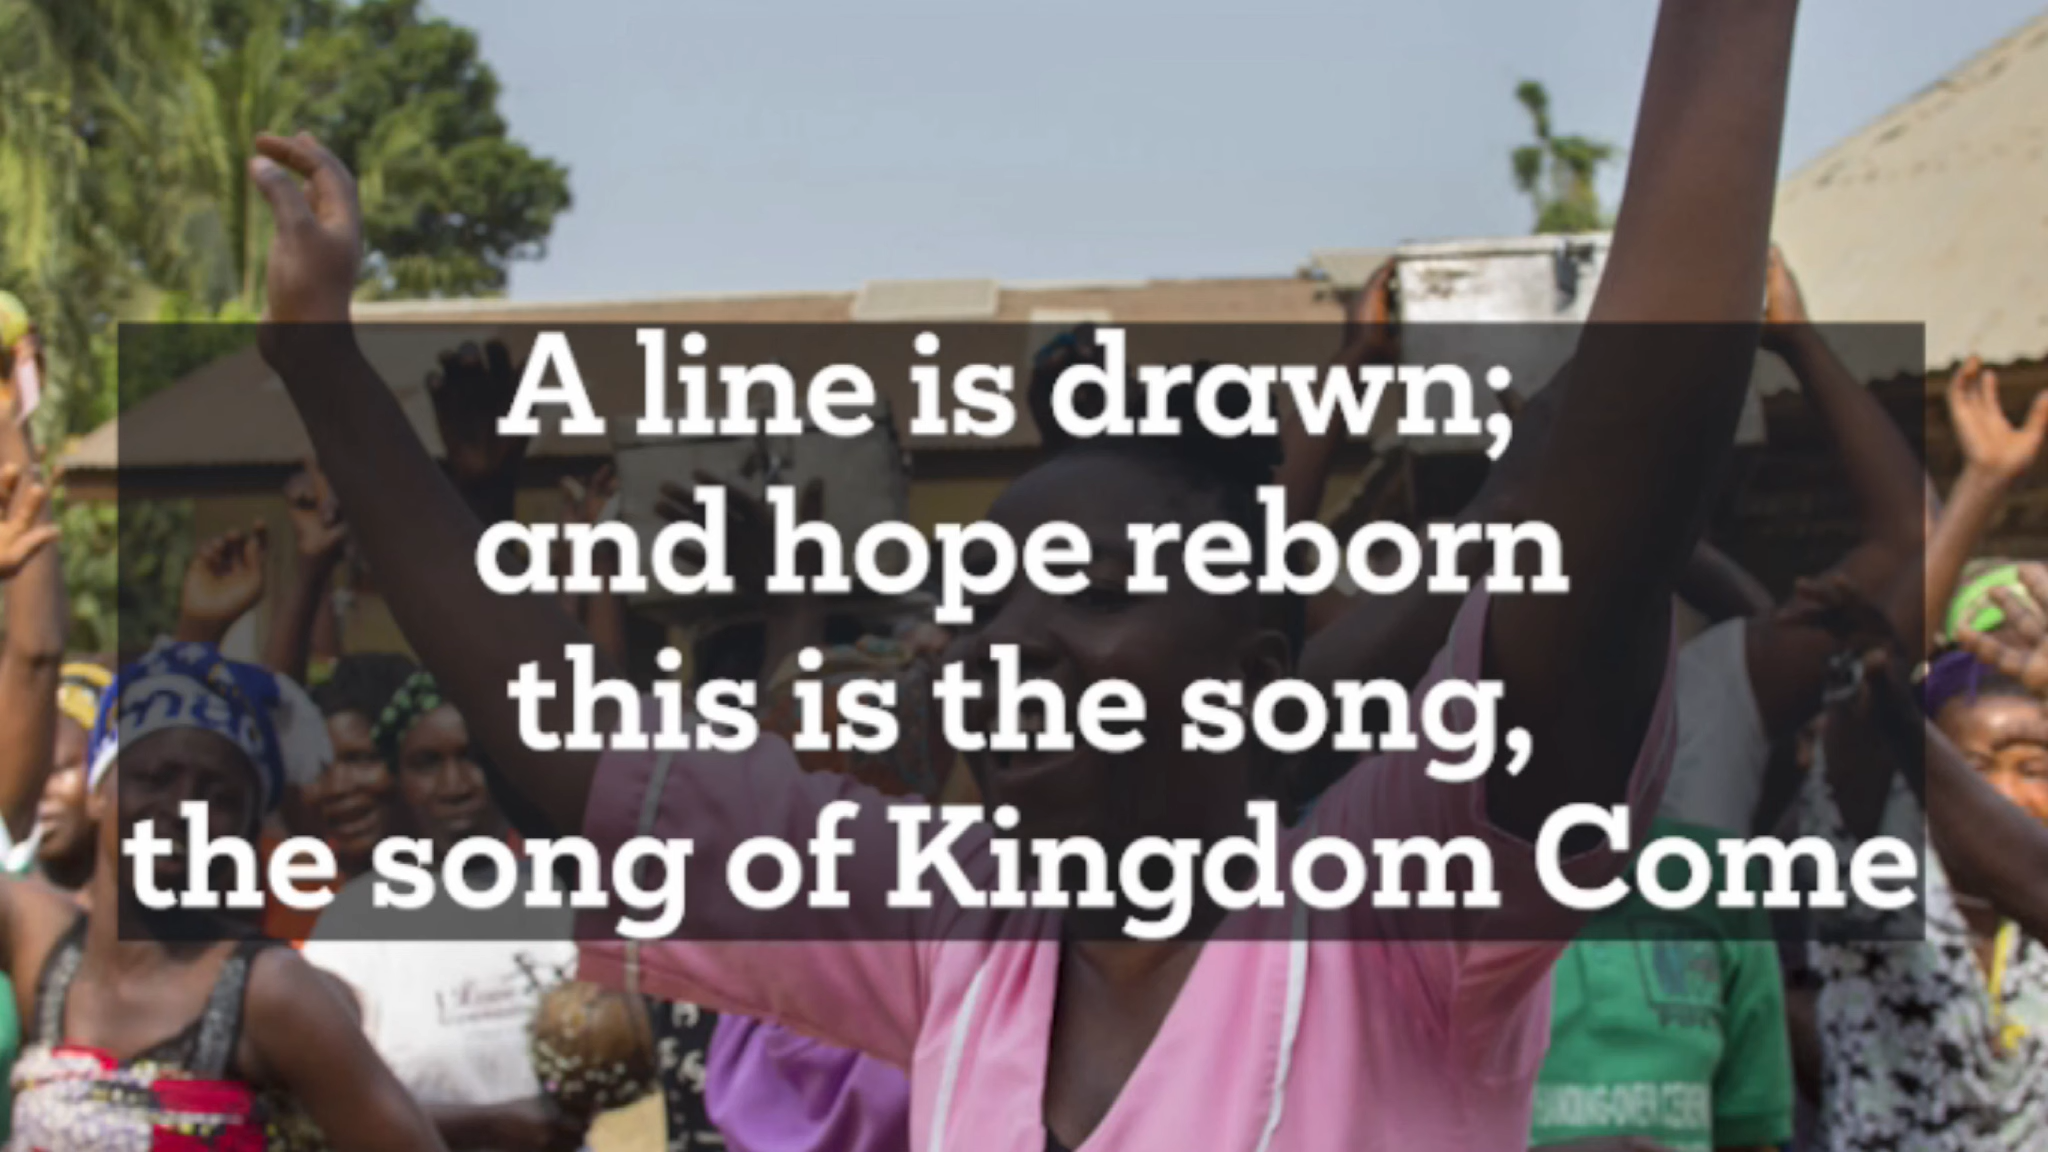 A line is drawn;
and hope reborn
this is the song,
the song of Kingdom Come